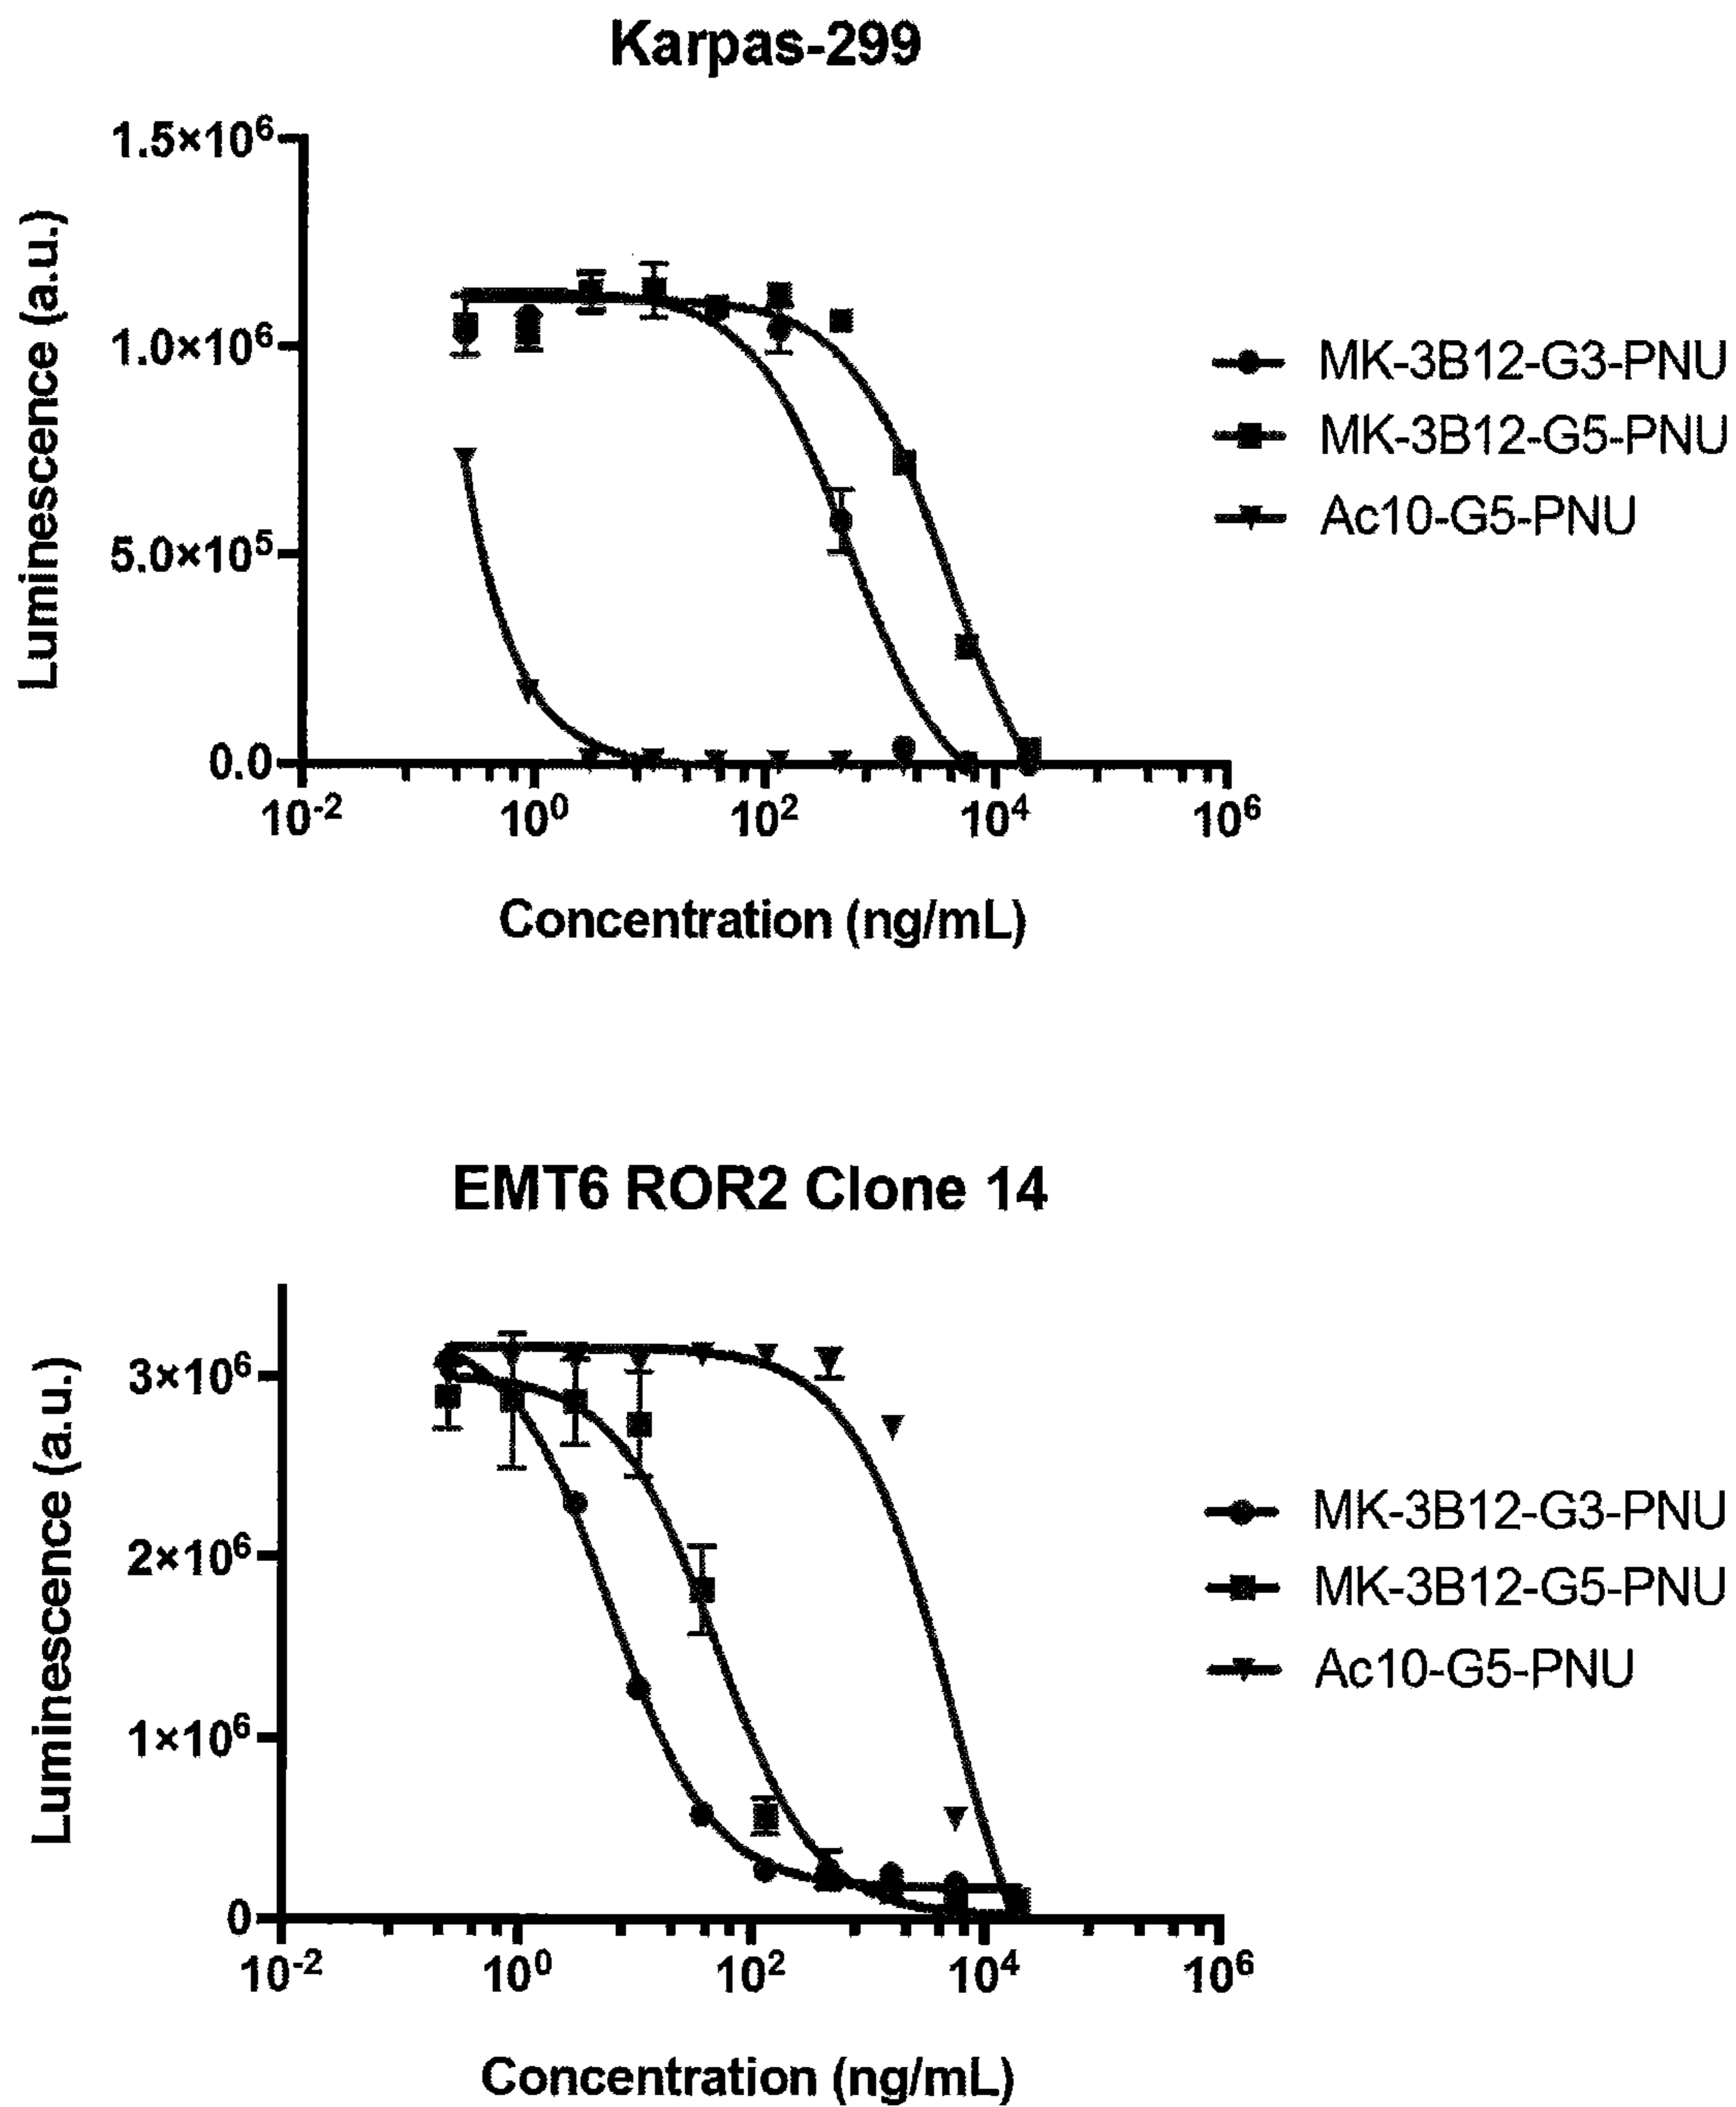 Karpas-299
1.5×10⁶
1.0×10⁶
5.0×10⁵
0.0
Luminescence (a.u.)
10⁻² 10⁰ 10² 10⁴ 10⁶
Concentration (ng/mL)
MK-3B12-G3-PNU
MK-3B12-G5-PNU
Ac10-G5-PNU
EMT6 ROR2 Clone 14
3×10⁶
2×10⁶
1×10⁶
0
Luminescence (a.u.)
10⁻² 10⁰ 10² 10⁴ 10⁶
Concentration (ng/mL)
MK-3B12-G3-PNU
MK-3B12-G5-PNU
Ac10-G5-PNU